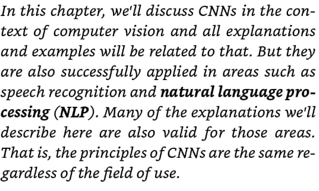 In this chapter, we'll discuss CNNs in the con-
text of computer vision and all explanations
and examples will be related to that. But they
are also successfully applied in areas such as
speech recognition and natural language pro-
cessing (NLP). Many of the explanations we'll
describe here are also valid for those areas.
That is, the principles of CNNs are the same re-
gardless of the field of use.